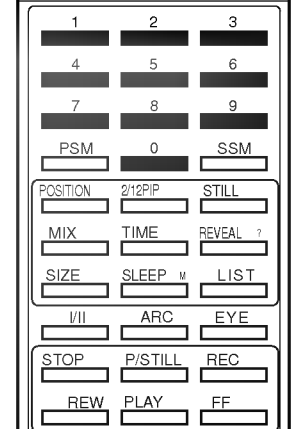 1 2 3
4 5 6
7 8 9
PSM 0 SSM
POSITION 2/12PIP STILL
MIX TIME REVEAL ?
SIZE SLEEP M LIST
I/II ARC EYE
STOP P/STILL REC
REW PLAY FF